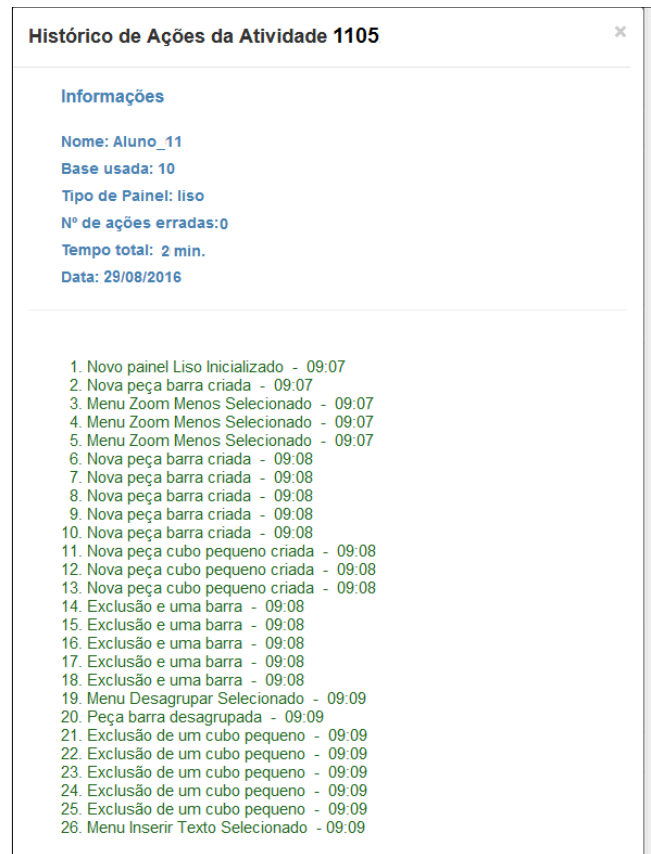 Histórico de Ações da Atividade 1105
×
Informações
Nome: Aluno_11
Base usada: 10
Tipo de Painel: liso
Nº de ações erradas:0
Tempo total: 2 min.
Data: 29/08/2016
1. Novo painel Liso Inicializado - 09:07
2. Nova peça barra criada - 09:07
3. Menu Zoom Menos Selecionado - 09:07
4. Menu Zoom Menos Selecionado - 09:07
5. Menu Zoom Menos Selecionado - 09:07
6. Nova peça barra criada - 09:08
7. Nova peça barra criada - 09:08
8. Nova peça barra criada - 09:08
9. Nova peça barra criada - 09:08
10. Nova peça barra criada - 09:08
11. Nova peça cubo pequeno criada - 09:08
12. Nova peça cubo pequeno criada - 09:08
13. Nova peça cubo pequeno criada - 09:08
14. Exclusão e uma barra - 09:08
15. Exclusão e uma barra - 09:08
16. Exclusão e uma barra - 09:08
17. Exclusão e uma barra - 09:08
18. Exclusão e uma barra - 09:08
19. Menu Desagrupar Selecionado - 09:09
20. Peça barra desagrupada - 09:09
21. Exclusão de um cubo pequeno - 09:09
22. Exclusão de um cubo pequeno - 09:09
23. Exclusão de um cubo pequeno - 09:09
24. Exclusão de um cubo pequeno - 09:09
25. Exclusão de um cubo pequeno - 09:09
26. Menu Inserir Texto Selecionado - 09:09